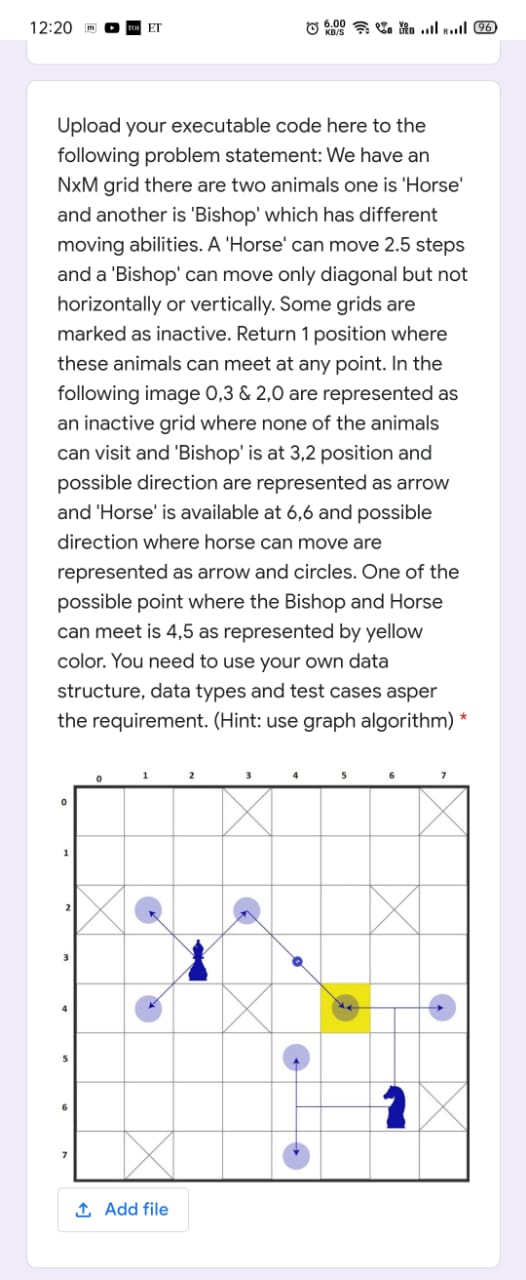 12:20 m ET 6.00 KB/S 96
Upload your executable code here to the
following problem statement: We have an
NxM grid there are two animals one is 'Horse'
and another is 'Bishop' which has different
moving abilities. A 'Horse' can move 2.5 steps
and a 'Bishop' can move only diagonal but not
horizontally or vertically. Some grids are
marked as inactive. Return 1 position where
these animals can meet at any point. In the
following image 0,3 & 2,0 are represented as
an inactive grid where none of the animals
can visit and 'Bishop' is at 3,2 position and
possible direction are represented as arrow
and 'Horse' is available at 6,6 and possible
direction where horse can move are
represented as arrow and circles. One of the
possible point where the Bishop and Horse
can meet is 4,5 as represented by yellow
color. You need to use your own data
structure, data types and test cases asper
the requirement. (Hint: use graph algorithm) *
0 1 2 3 4 5 6 7
0
1
2
3
4
5
6
7
Add file